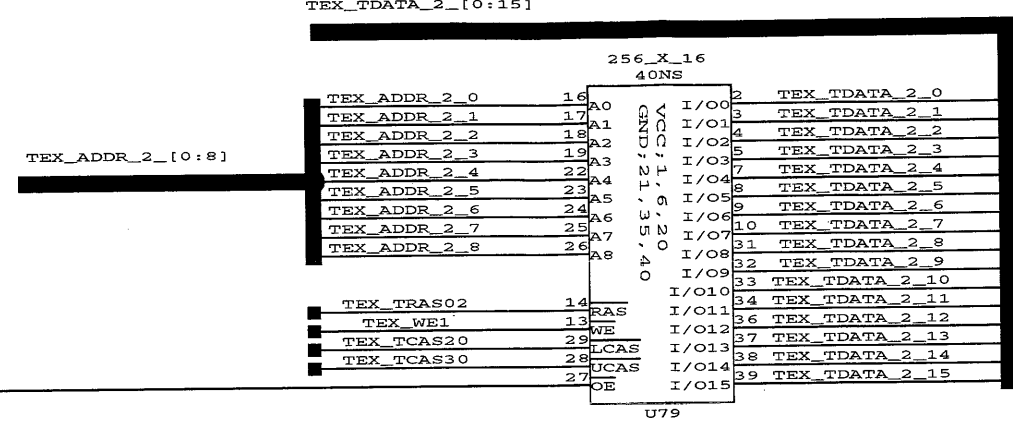 TEX_TDATA_2_[0:15]
256_X_16
40NS
TEX_ADDR_2_0 16 A0 I/O0 2 TEX_TDATA_2_0
TEX_ADDR_2_1 17 A1 I/O1 3 TEX_TDATA_2_1
TEX_ADDR_2_2 18 A2 I/O2 4 TEX_TDATA_2_2
TEX_ADDR_2_3 19 A3 I/O3 5 TEX_TDATA_2_3
TEX_ADDR_2_[0:8]
TEX_ADDR_2_4 22 A4 I/O4 7 TEX_TDATA_2_4
TEX_ADDR_2_5 23 A5 I/O5 8 TEX_TDATA_2_5
TEX_ADDR_2_6 24 A6 I/O6 9 TEX_TDATA_2_6
TEX_ADDR_2_7 25 A7 I/O7 10 TEX_TDATA_2_7
TEX_ADDR_2_8 26 A8 I/O8 31 TEX_TDATA_2_8
I/O9 32 TEX_TDATA_2_9
I/O10 33 TEX_TDATA_2_10
TEX_TRAS02 14 RAS I/O11 34 TEX_TDATA_2_11
TEX_WE1 13 WE I/O12 36 TEX_TDATA_2_12
TEX_TCAS20 29 LCAS I/O13 37 TEX_TDATA_2_13
TEX_TCAS30 28 UCAS I/O14 38 TEX_TDATA_2_14
27 OE I/O15 39 TEX_TDATA_2_15
VCC;1,6,20
GND;21,35,40
U79